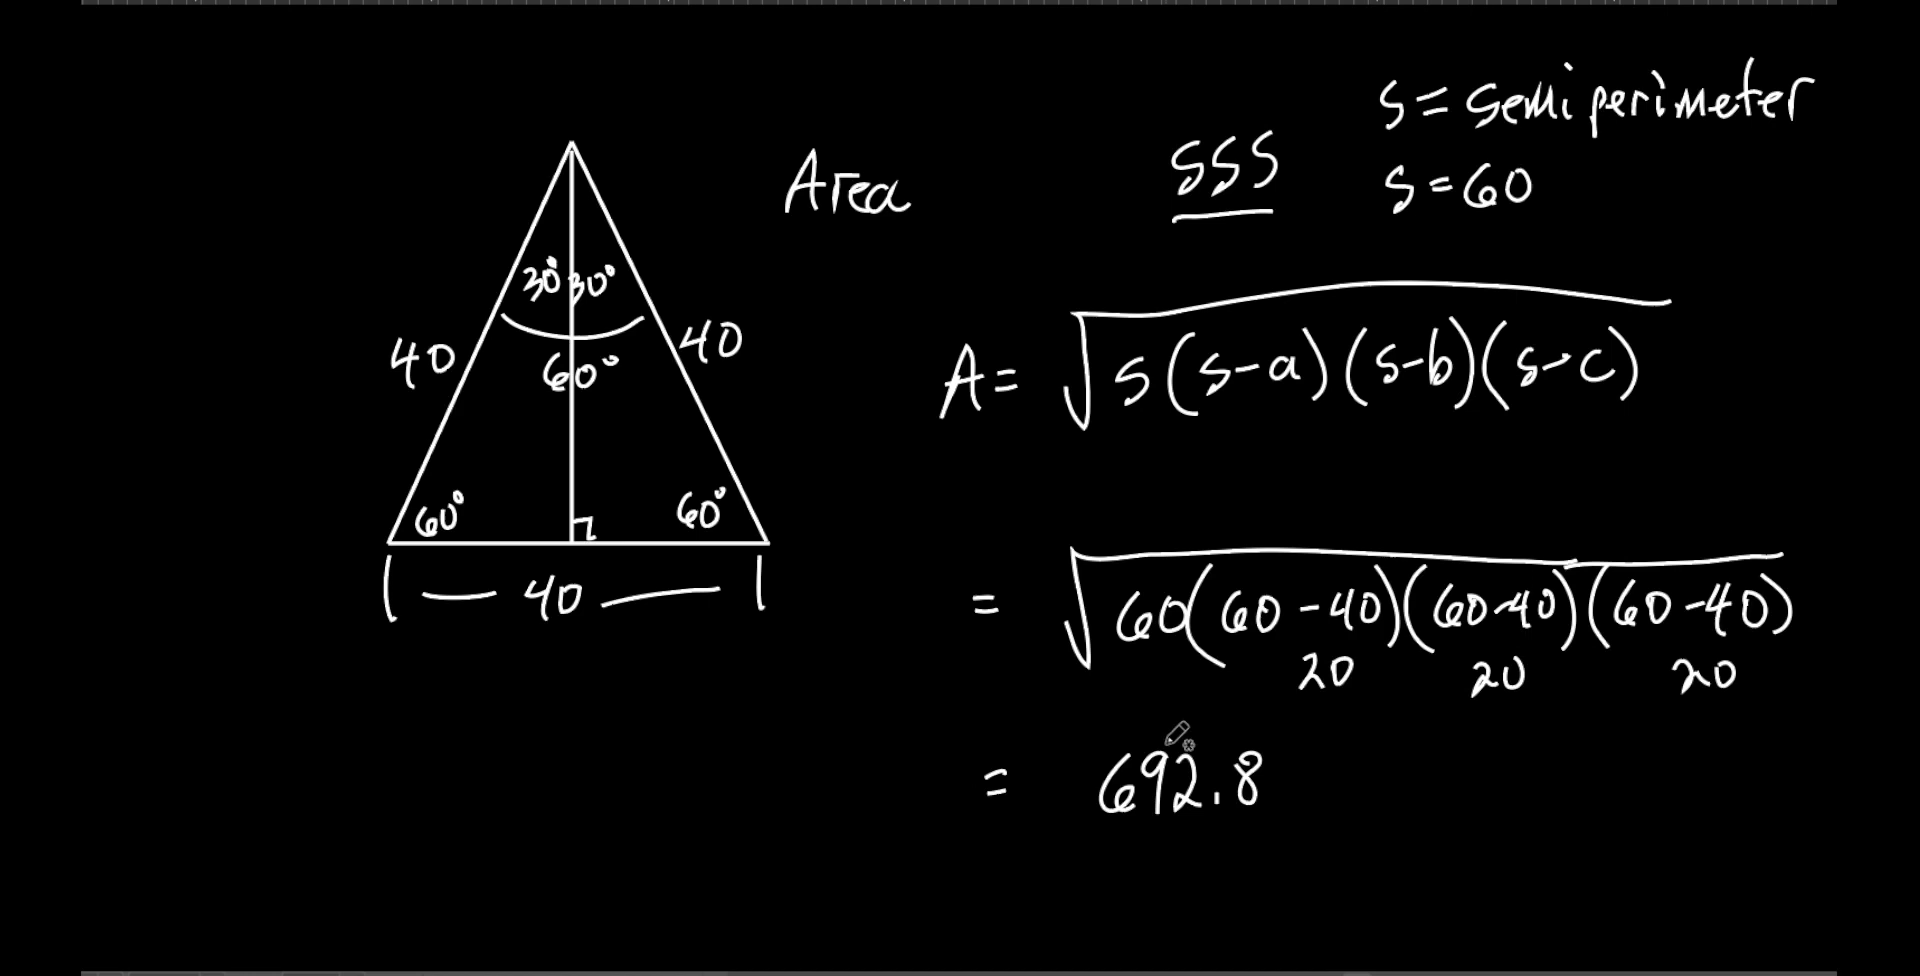 s = semi perimeter
SSS
s = 60
Area
30° 30°
40
40
60°
A = √s(s-a)(s-b)(s-c)
60°
60°
40
= √60(60-40)(60-40)(60-40)
20 20 20
= 692.8